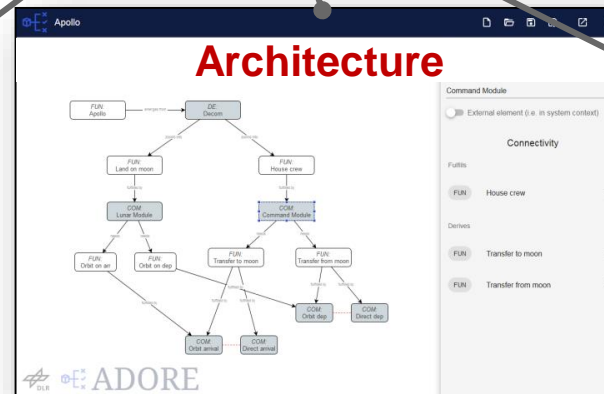 Apollo
Architecture
FUN:
Apollo
DE:
Decom
FUN:
Land on moon
FUN:
House crew
COM:
Lunar Module
COM:
Command Module
FUN:
Orbit on arr
FUN:
Orbit on dep
FUN:
Transfer to moon
FUN:
Transfer from moon
COM:
Orbit dep
COM:
Direct dep
COM:
Orbit arrival
COM:
Direct arrival
DLR
ADORE
Command Module
External element (i.e. in system context)
Connectivity
Fulfills
FUN House crew
Derives
FUN Transfer to moon
FUN Transfer from moon